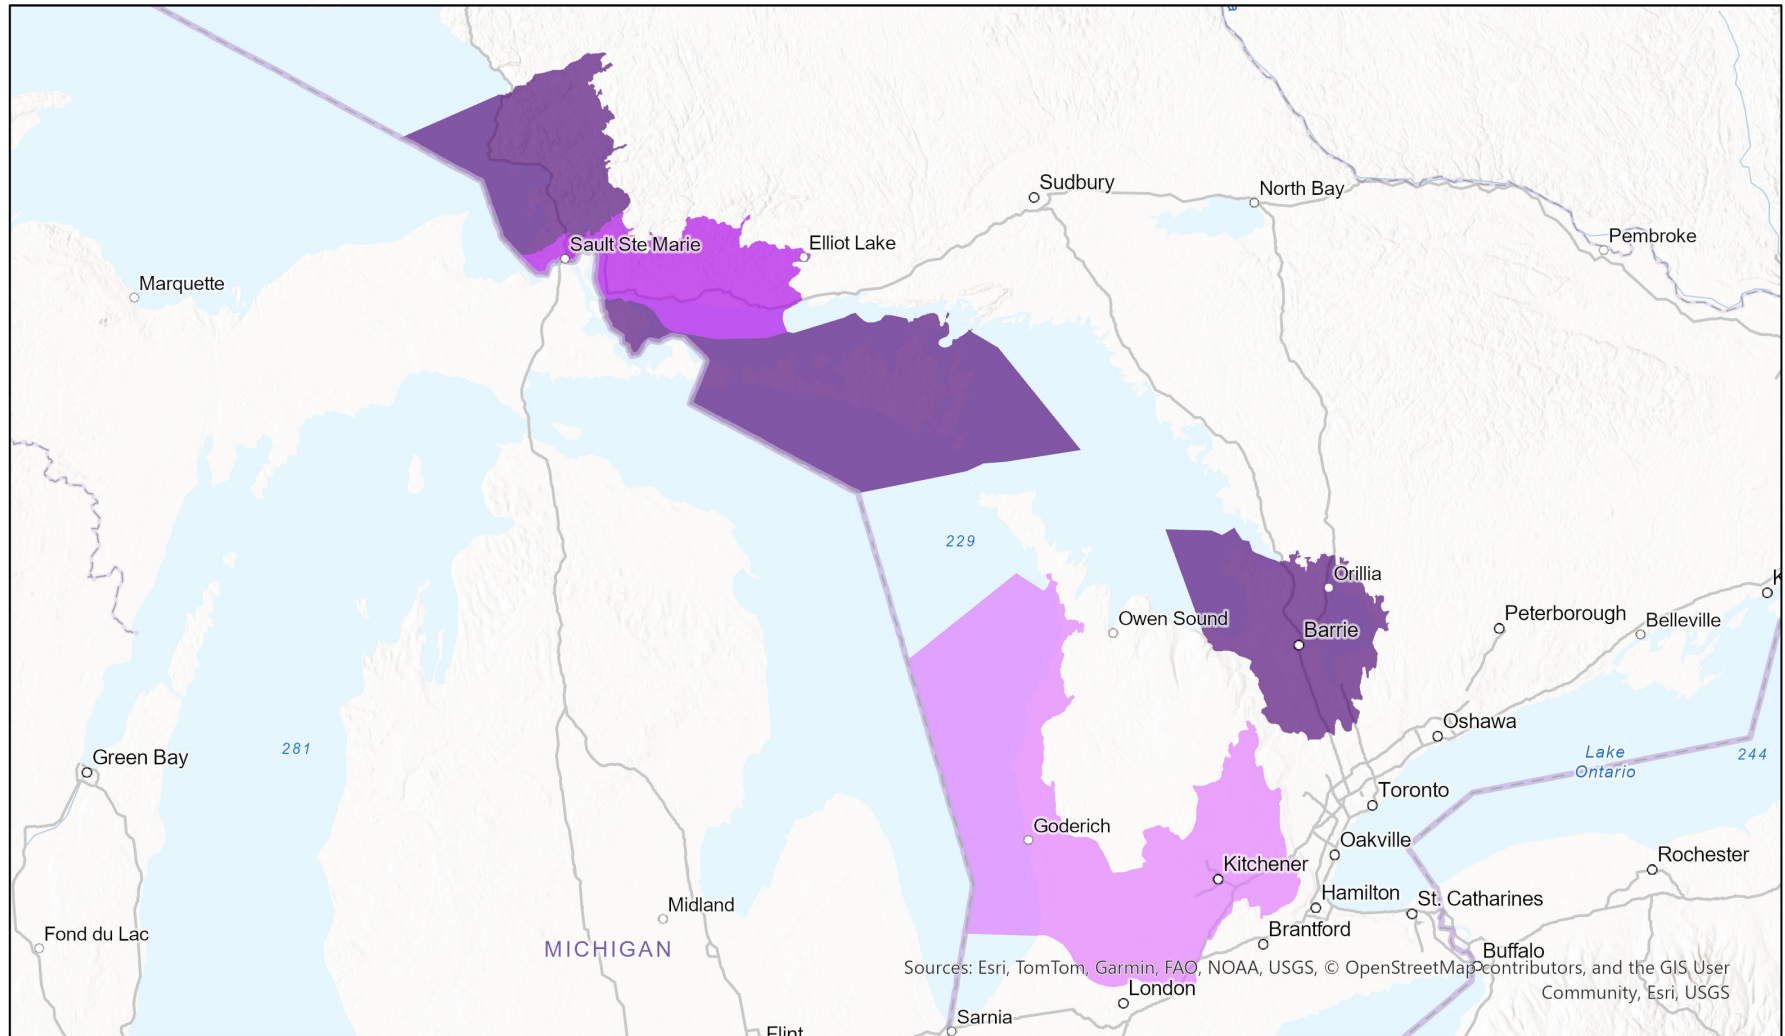 Sudbury
North Bay
Pembroke
Sault Ste Marie
Elliot Lake
Marquette
229
Orillia
Owen Sound
Barrie
Peterborough
Belleville
K
Oshawa
281
Green Bay
Lake
Ontario
244
Toronto
Goderich
Oakville
Rochester
Kitchener
Hamilton
St. Catharines
Midland
Brantford
Fond du Lac
MICHIGAN
Buffalo
Sources: Esri, TomTom, Garmin, FAO, NOAA, USGS, © OpenStreetMap contributors, and the GIS User
Community, Esri, USGS
London
Sarnia
Flint